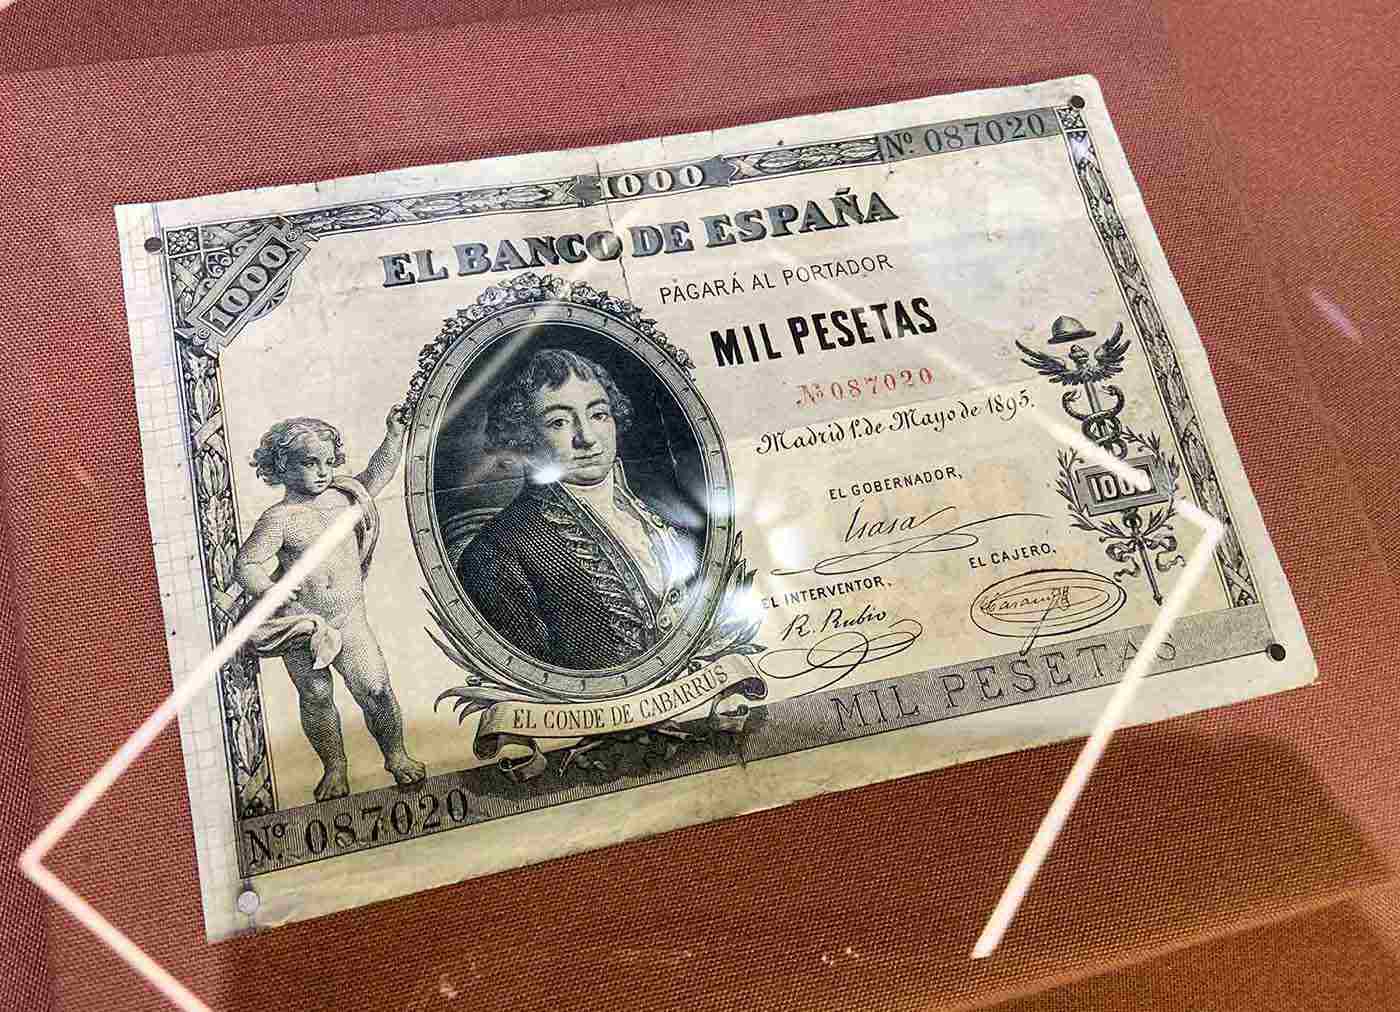 1000
Nº 087020
1000
EL BANCO DE ESPAÑA
PAGARÁ AL PORTADOR
MIL PESETAS
Nº 087020
Madrid 1º. de Mayo de 1895.
EL GOBERNADOR,
1000
EL CAJERO,
EL INTERVENTOR,
R. Rubio
EL CONDE DE CABARRÚS
MIL PESETAS
Nº. 087020